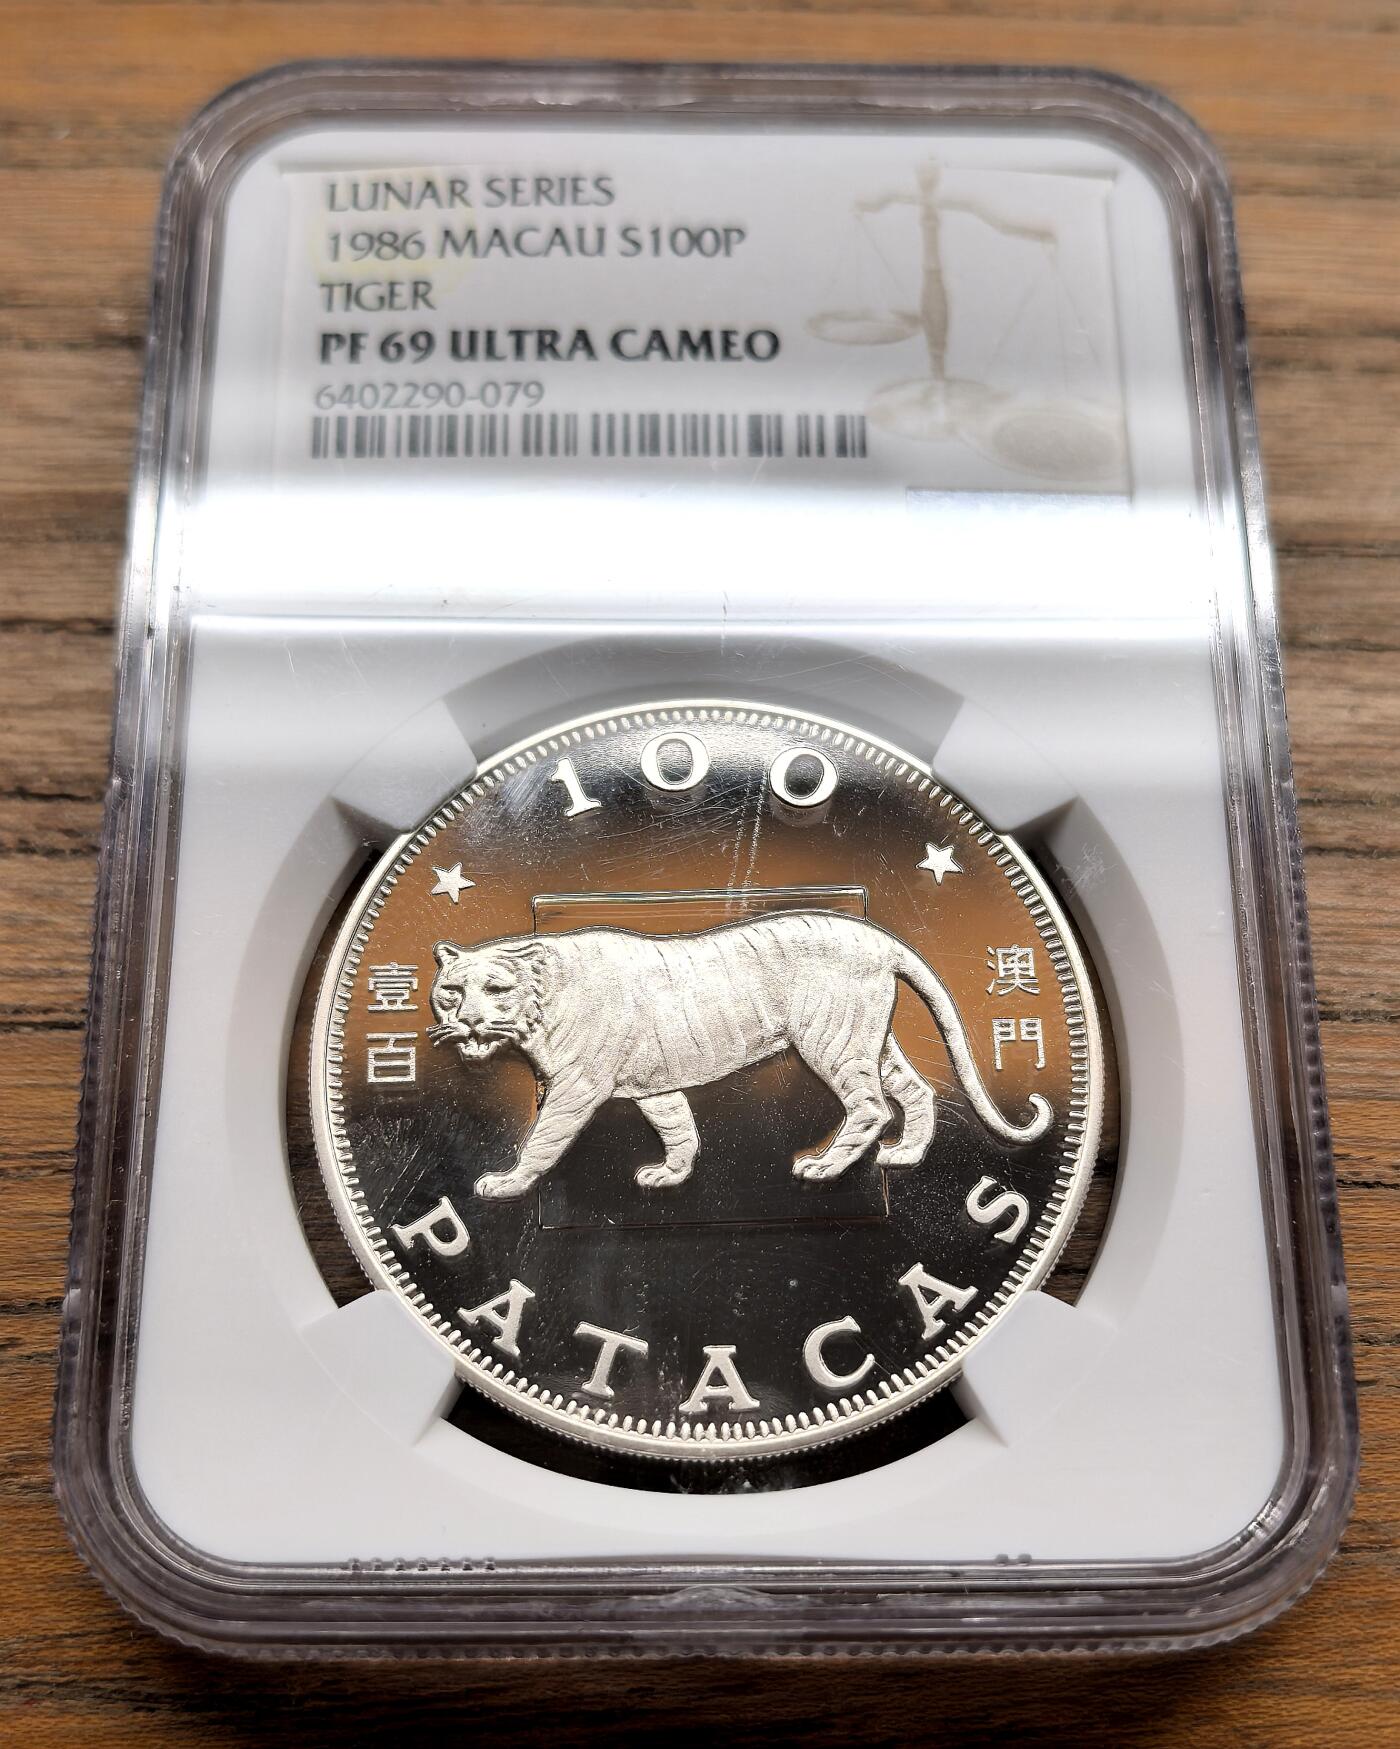 LUNAR SERIES
1986 MACAU S100P
TIGER
PF 69 ULTRA CAMEO
6402290-079
100
壹百
澳門
PATACAS